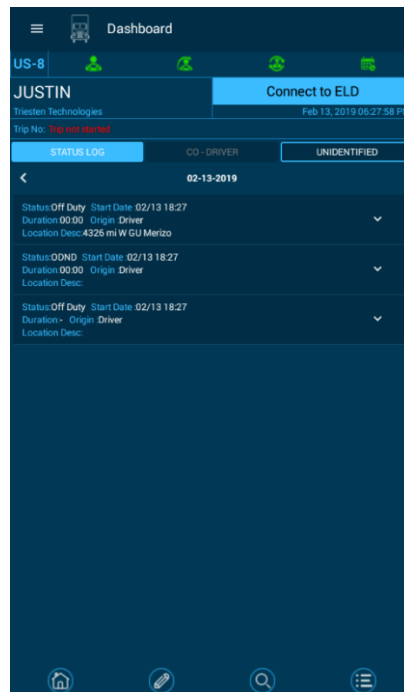 Dashboard
US-8
JUSTIN
Connect to ELD
Triesten Technologies
Feb 13, 2019 06:27:58 P
Trip No: Trip not started
STATUS LOG
CO - DRIVER
UNIDENTIFIED
02-13-2019
Status:Off Duty Start Date :02/13 18:27
Duration:00:00 Origin :Driver
Location Desc:4326 mi W GU Merizo
Status:ODND Start Date :02/13 18:27
Duration:00:00 Origin :Driver
Location Desc:
Status:Off Duty Start Date :02/13 18:27
Duration:- Origin :Driver
Location Desc: